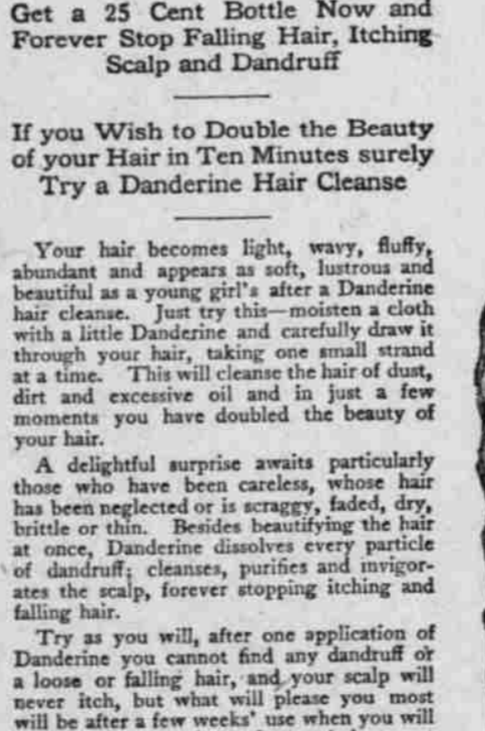 Get a 25 Cent Bottle Now and
Forever Stop Falling Hair, Itching
Scalp and Dandruff
If you Wish to Double the Beauty
of your Hair in Ten Minutes surely
Try a Danderine Hair Cleanse
Your hair becomes light, wavy, fluffy,
abundant and appears as soft, lustrous and
beautiful as a young girl's after a Danderine
hair cleanse. Just try this—moisten a cloth
with a little Danderine and carefully draw it
through your hair, taking one small strand
at a time. This will cleanse the hair of dust,
dirt and excessive oil and in just a few
moments you have doubled the beauty of
your hair.
A delightful surprise awaits particularly
those who have been careless, whose hair
has been neglected or is scraggy, faded, dry,
brittle or thin. Besides beautifying the hair
at once, Danderine dissolves every particle
of dandruff; cleanses, purifies and invigor-
ates the scalp, forever stopping itching and
falling hair.
Try as you will, after one application of
Danderine you cannot find any dandruff or
a loose or falling hair, and your scalp will
never itch, but what will please you most
will be after a few weeks' use when you will